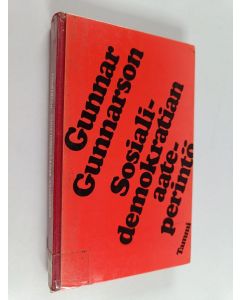 Gunnar
Gunnarson
Sosiali-
demokratian
aate-
perintö
Tammi